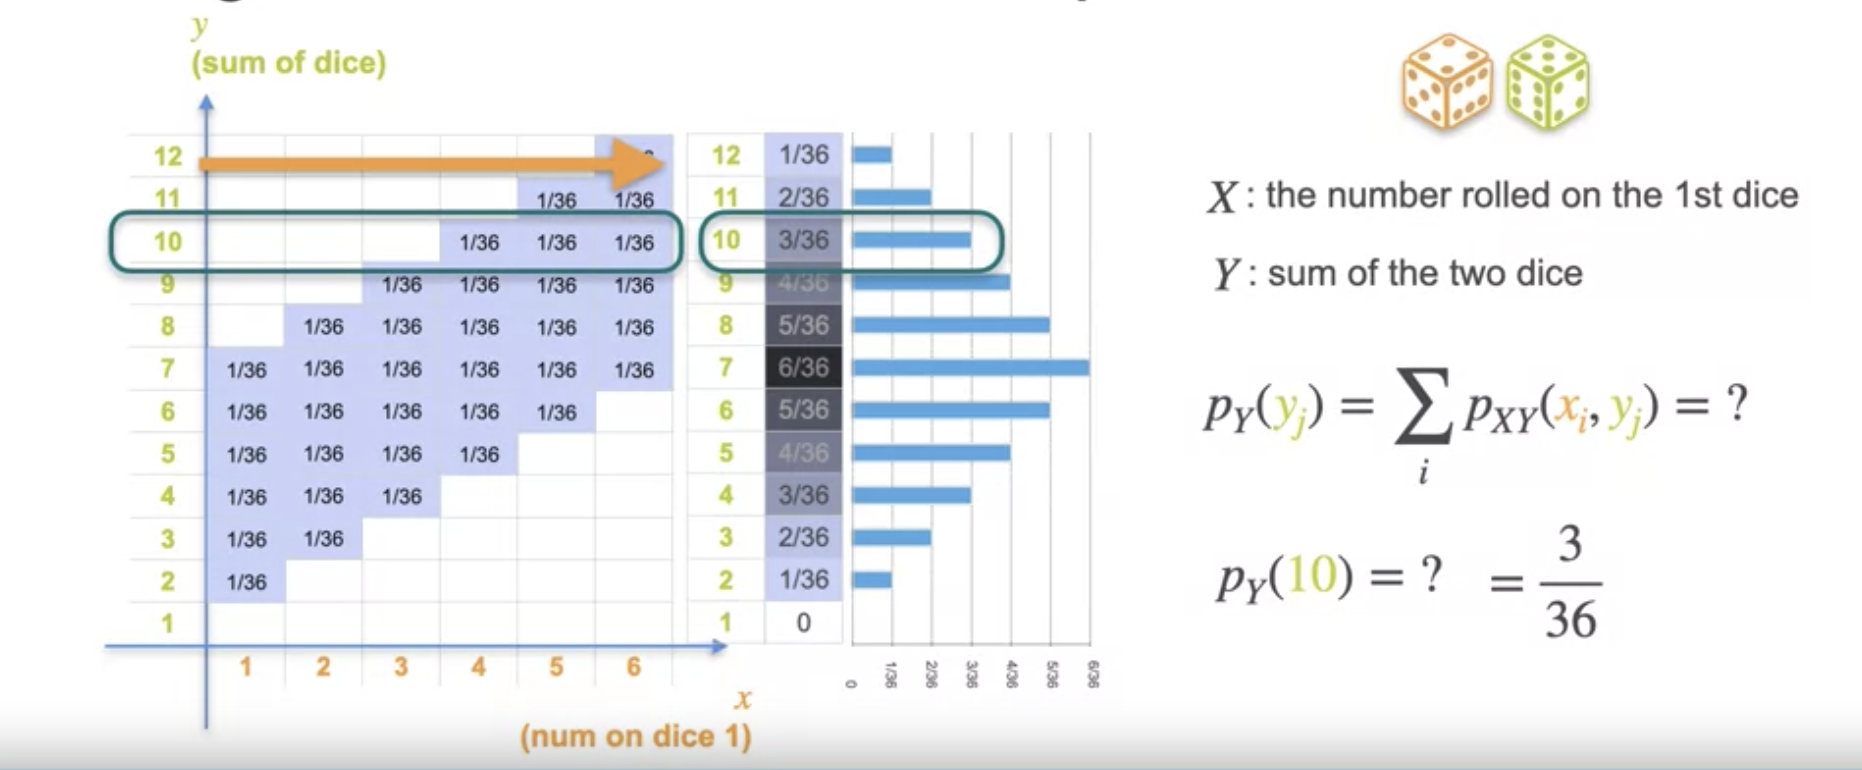 y
(sum of dice)
12 12 1/36
11 1/36 1/36 11 2/36
10 1/36 1/36 1/36 10 3/36
9 1/36 1/36 1/36 1/36 9 4/36
8 1/36 1/36 1/36 1/36 1/36 8 5/36
7 1/36 1/36 1/36 1/36 1/36 1/36 7 6/36
6 1/36 1/36 1/36 1/36 1/36 6 5/36
5 1/36 1/36 1/36 1/36 5 4/36
4 1/36 1/36 1/36 4 3/36
3 1/36 1/36 3 2/36
2 1/36 2 1/36
1 1 0
1 2 3 4 5 6
x
(num on dice 1)
0 1/36 2/36 3/36 4/36 5/36 6/36
X : the number rolled on the 1st dice
Y : sum of the two dice
p_Y(y_j) = ∑_i p_XY(x_i, y_j) = ?
p_Y(10) = ? = 3/36